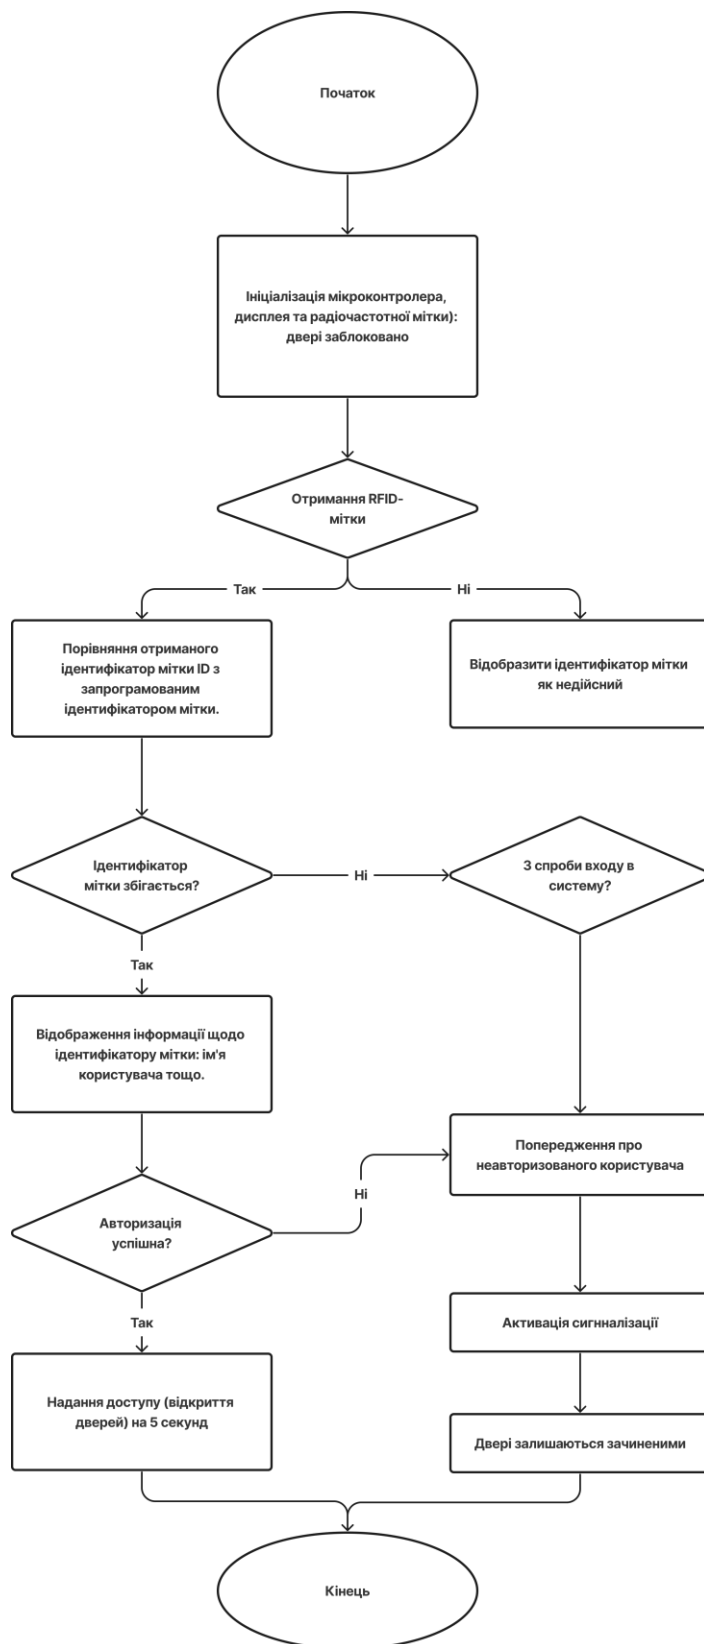 Початок
Ініціалізація мікроконтролера,
дисплея та радіочастотної мітки):
двері заблоковано
Отримання RFID-
мітки
Так
Ні
Порівняння отриманого
ідентифікатор мітки ID з
запрограмованим
ідентифікатором мітки.
Відобразити ідентифікатор мітки
як недійсний
Ідентифікатор
мітки збігається?
Ні
3 спроби входу в
систему?
Так
Відображення інформації щодо
ідентифікатору мітки: ім'я
користувача тощо.
Попередження про
неавторизованого користувача
Ні
Авторизація
успішна?
Так
Активація сигнналізації
Надання доступу (відкриття
дверей) на 5 секунд
Двері залишаються зачиненими
Кінець